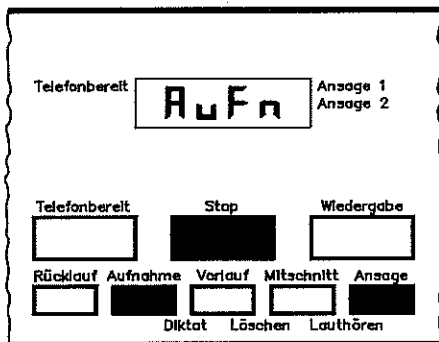 Telefonbereit AuFn Ansage 1
Ansage 2
Telefonbereit Stop Wiedergabe
Rücklauf Aufnahme Vorlauf Mitschnitt Ansage
Diktat Löschen Lauthören